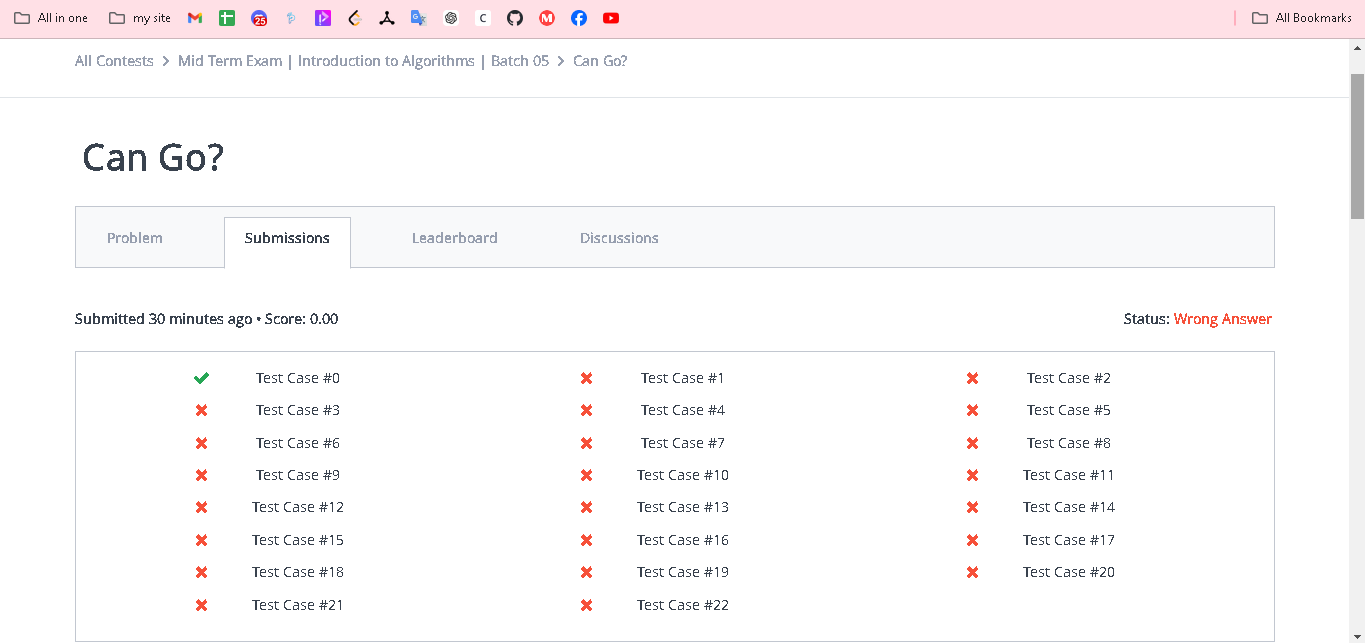 All in one my site 25 C M All Bookmarks
All Contests > Mid Term Exam | Introduction to Algorithms | Batch 05 > Can Go?
Can Go?
Problem Submissions Leaderboard Discussions
Submitted 30 minutes ago • Score: 0.00 Status: Wrong Answer
Test Case #0 Test Case #1 Test Case #2
Test Case #3 Test Case #4 Test Case #5
Test Case #6 Test Case #7 Test Case #8
Test Case #9 Test Case #10 Test Case #11
Test Case #12 Test Case #13 Test Case #14
Test Case #15 Test Case #16 Test Case #17
Test Case #18 Test Case #19 Test Case #20
Test Case #21 Test Case #22